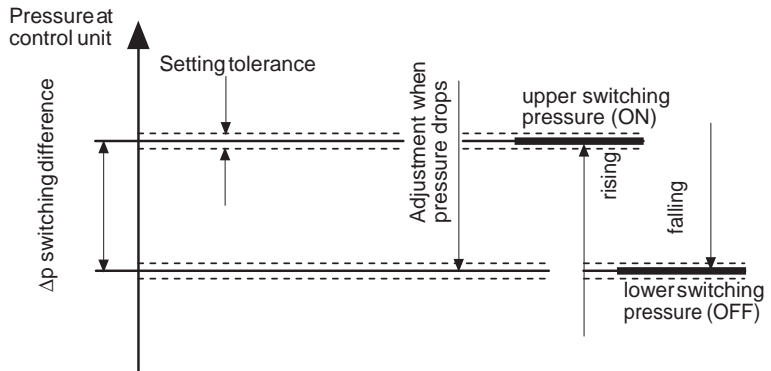 Pressure at
control unit
Setting tolerance
Δp switching difference
Adjustment when
pressure drops
upper switching
pressure (ON)
rising
falling
lower switching
pressure (OFF)